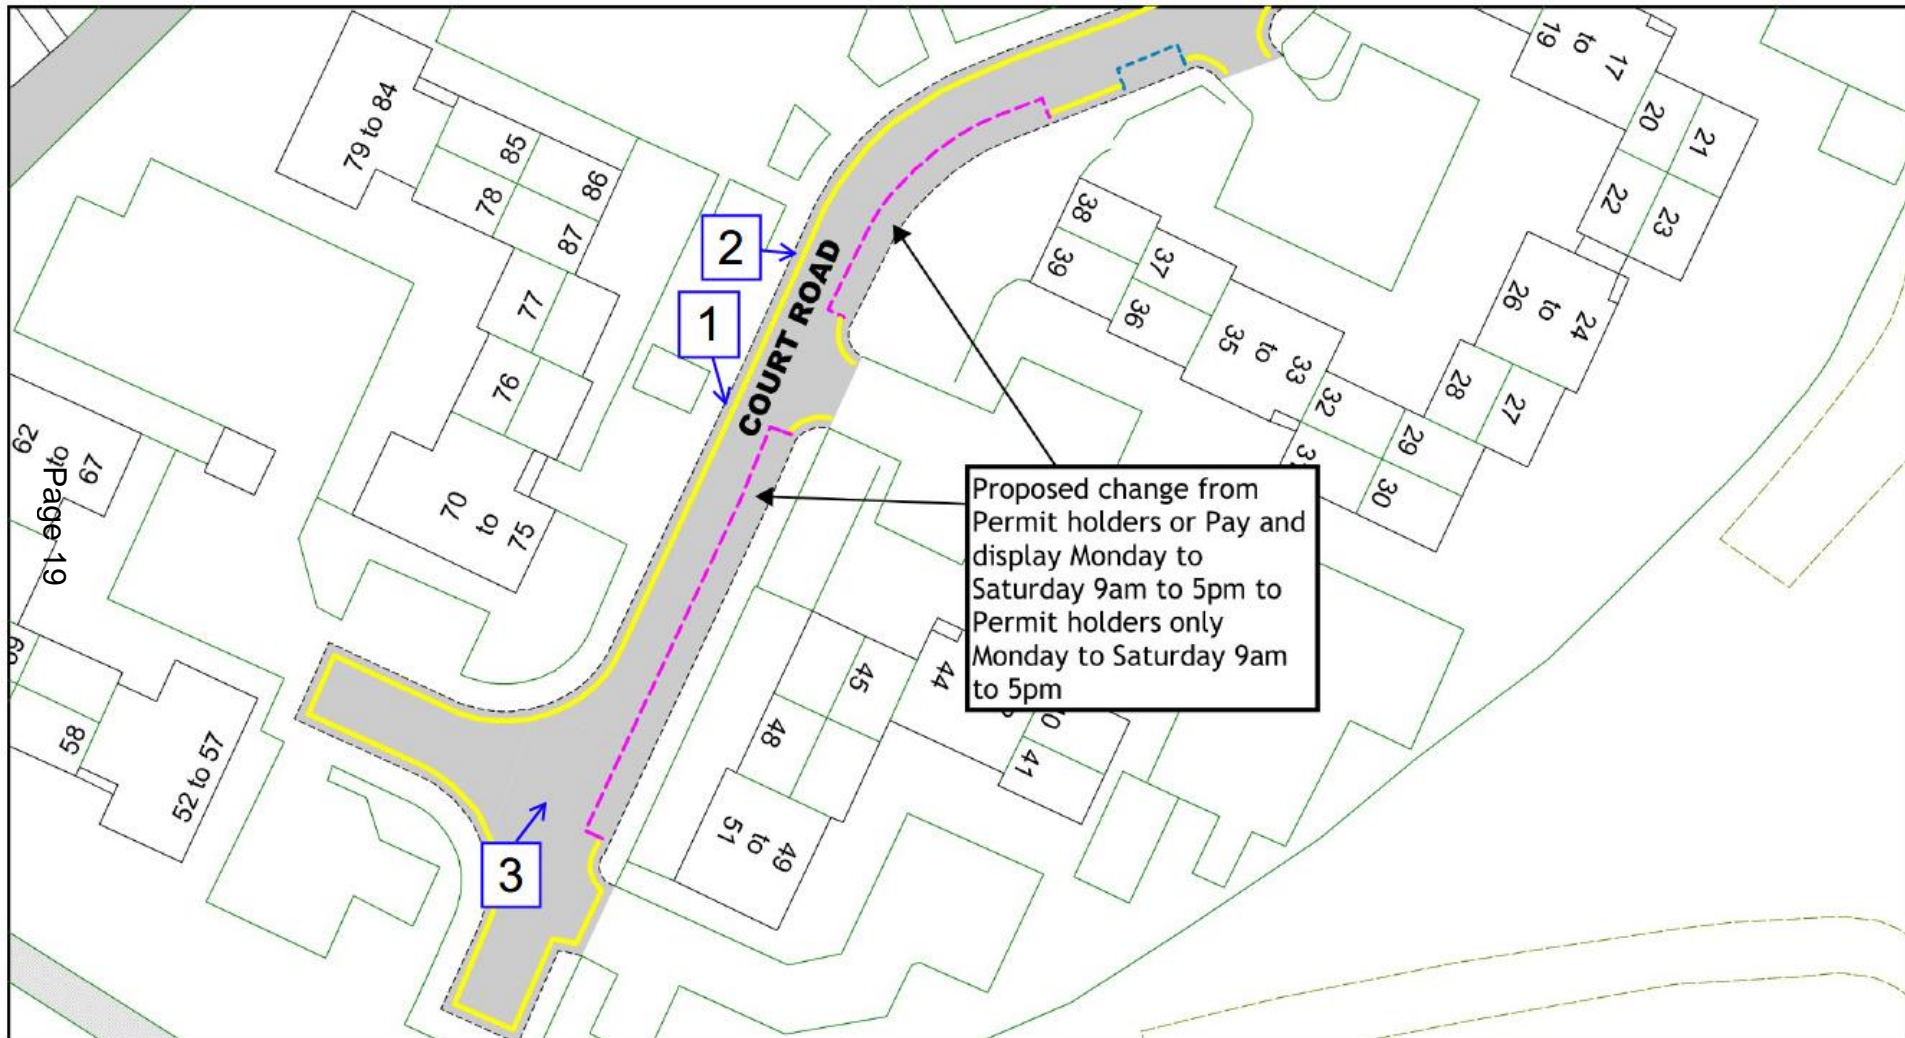 19
to
17
20
21
22
23
79 to 84
85
86
78
87
38
39
37
36
2
77
26
to
24
1
COURT ROAD
35
to
33
76
28
27
32
29
30
62
to
67
Page 19
70
to
75
Proposed change from
Permit holders or Pay and
display Monday to
Saturday 9am to 5pm to
Permit holders only
Monday to Saturday 9am
to 5pm
45
44
48
41
58
52 to 57
51
to
49
3